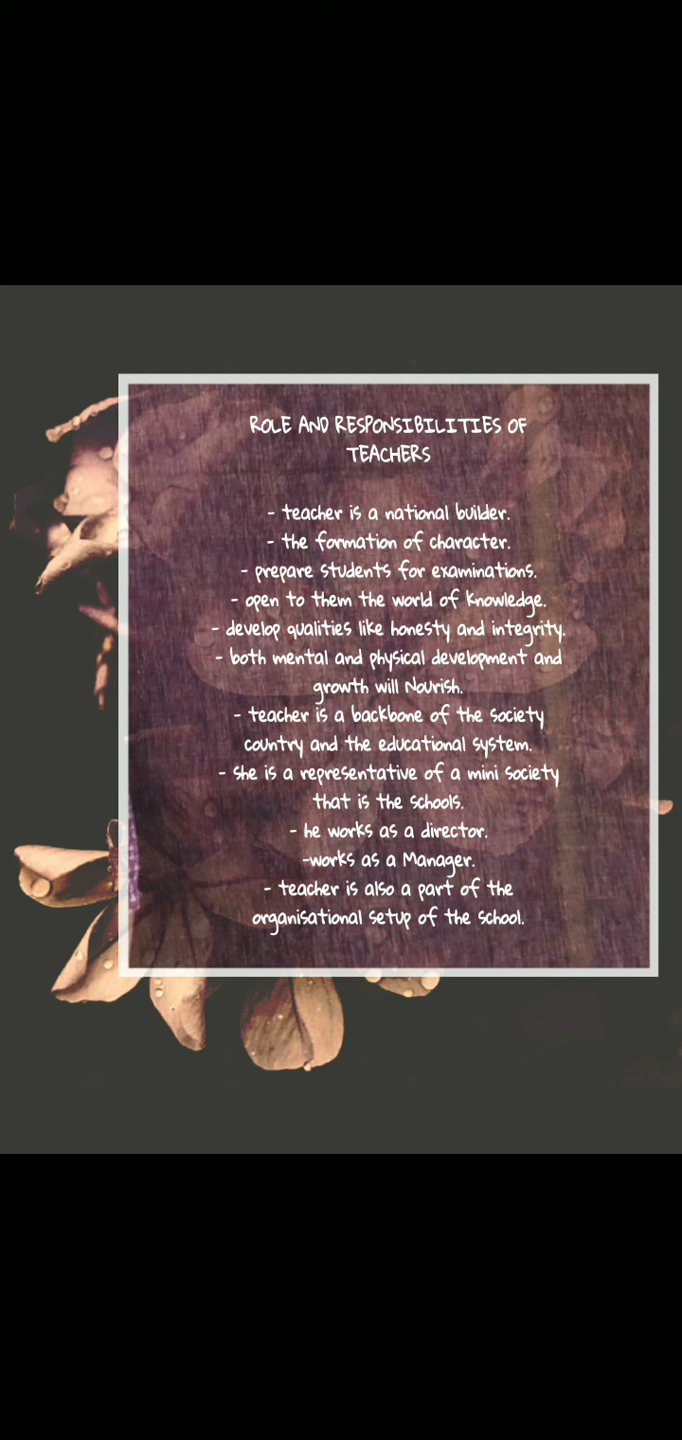 ROLE AND RESPONSIBILITIES OF
TEACHERS
- teacher is a national builder.
- the formation of character.
- prepare students for examinations.
- open to them the world of knowledge.
- develop qualities like honesty and integrity.
- both mental and physical development and
growth will Nourish.
- teacher is a backbone of the society
country and the educational system.
- she is a representative of a mini society
that is the schools.
- he works as a director.
-works as a Manager.
- teacher is also a part of the
organisational setup of the school.